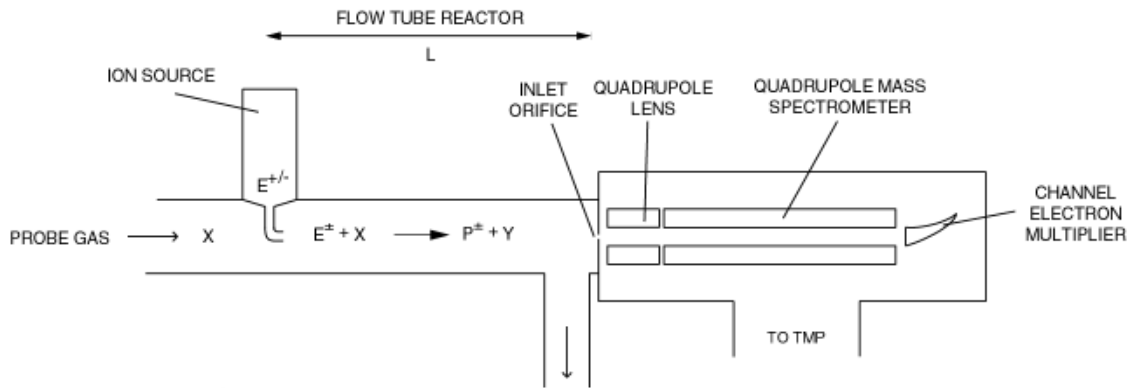 FLOW TUBE REACTOR
L
ION SOURCE
INLET
ORIFICE
QUADRUPOLE
LENS
QUADRUPOLE MASS
SPECTROMETER
E+/-
CHANNEL
ELECTRON
MULTIPLIER
PROBE GAS
X
E± + X
P± + Y
TO TMP